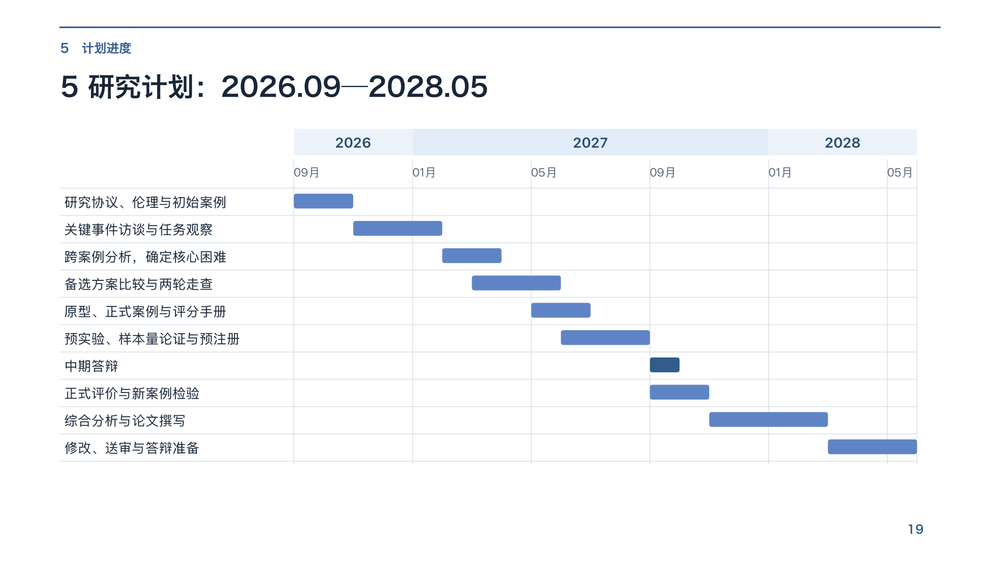 5 计划进度
5 研究计划：2026.09—2028.05
2026 2027 2028
09月 01月 05月 09月 01月 05月
研究协议、伦理与初始案例
关键事件访谈与任务观察
跨案例分析，确定核心困难
备选方案比较与两轮走查
原型、正式案例与评分手册
预实验、样本量论证与预注册
中期答辩
正式评价与新案例检验
综合分析与论文撰写
修改、送审与答辩准备
19